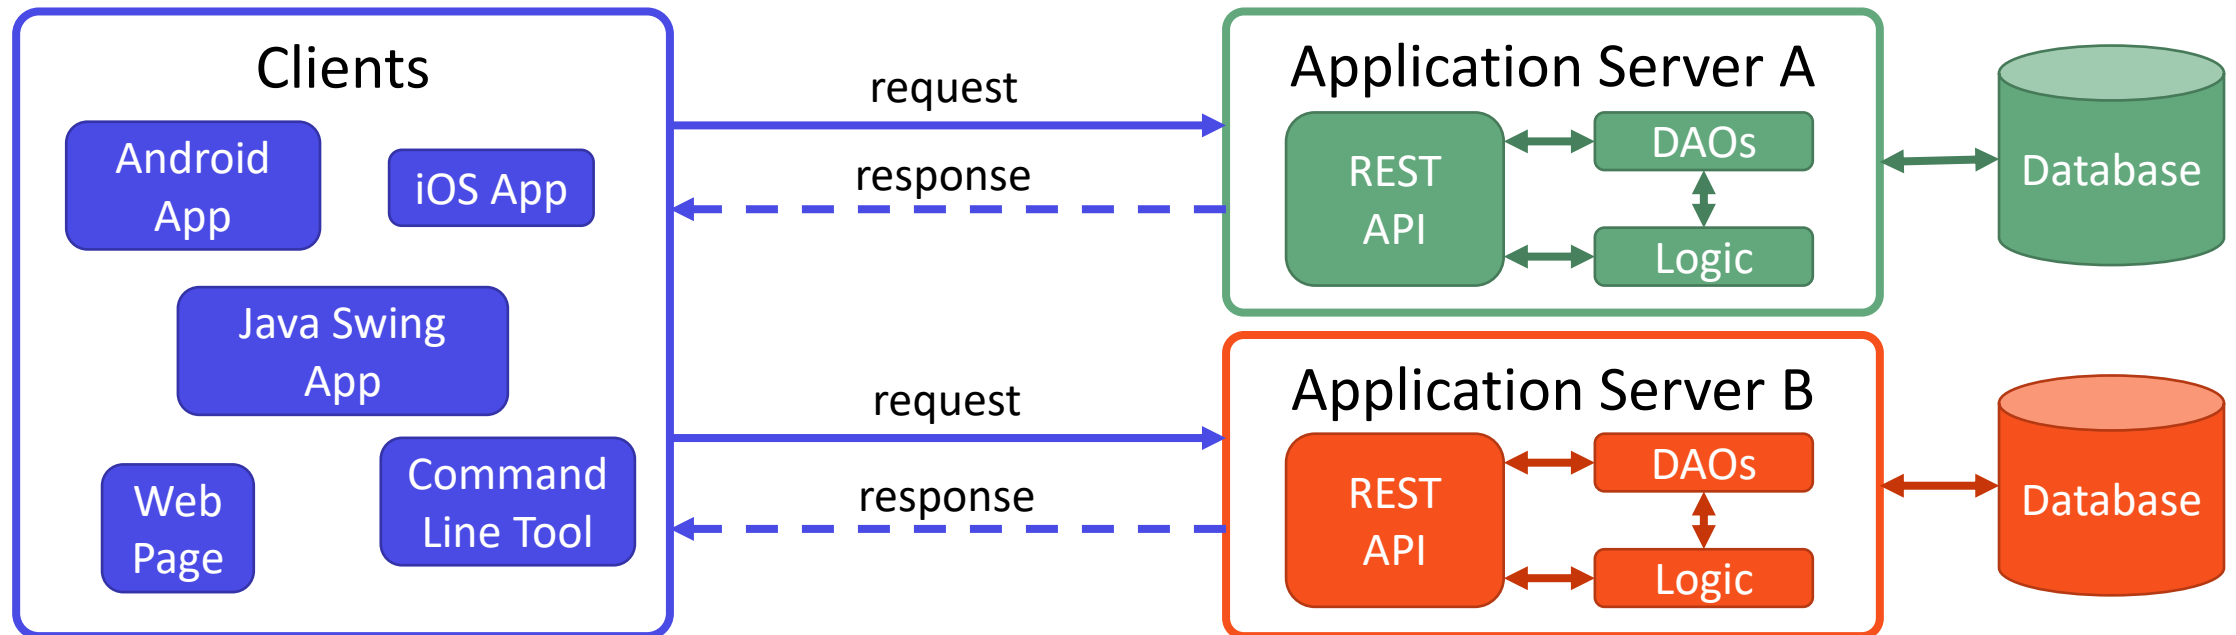 Clients
Android
App
iOS App
Java Swing
App
Web
Page
Command
Line Tool
request
response
request
response
Application Server A
REST
API
DAOs
Logic
Database
Application Server B
REST
API
DAOs
Logic
Database